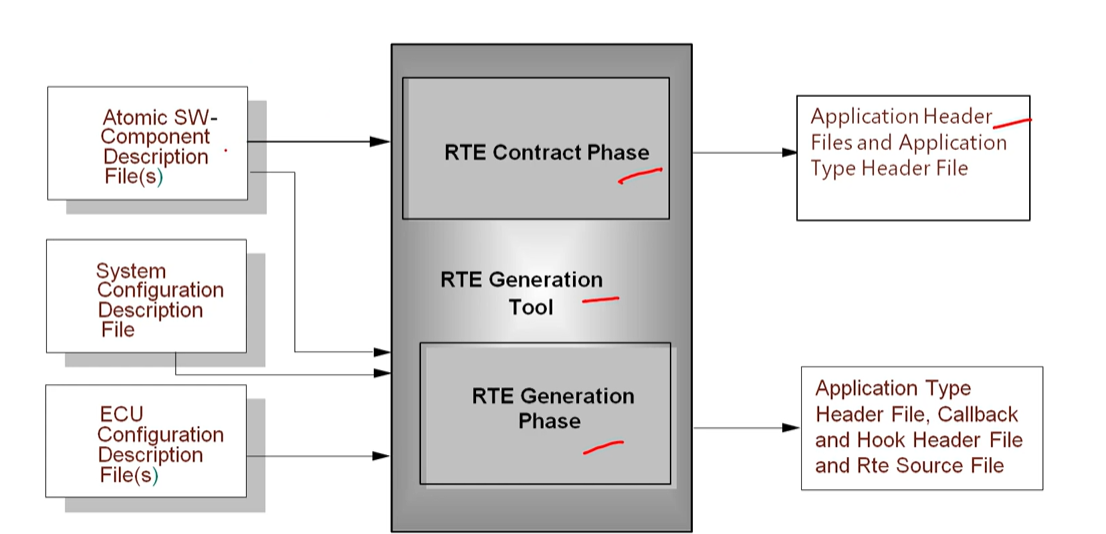 Atomic SW-
Component
Description
File(s)
System
Configuration
Description
File
ECU
Configuration
Description
File(s)
RTE Contract Phase
RTE Generation
Tool
RTE Generation
Phase
Application Header
Files and Application
Type Header File
Application Type
Header File, Callback
and Hook Header File
and Rte Source File